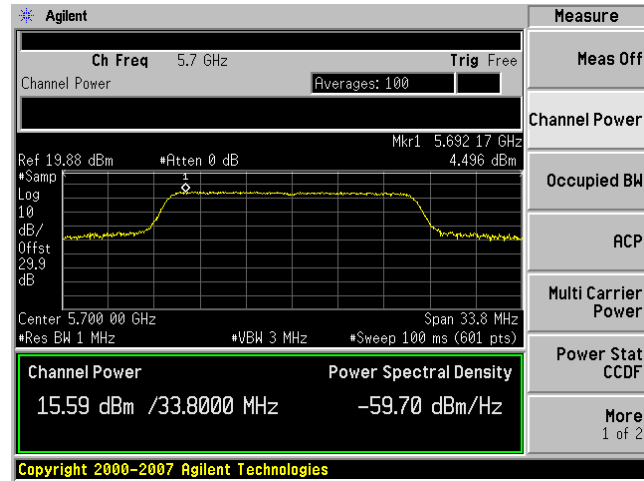 Agilent
Measure
Ch Freq 5.7 GHz Trig Free
Channel Power Averages: 100
Mkr1 5.692 17 GHz
Ref 19.88 dBm #Atten 0 dB 4.496 dBm
#Samp
Log
10
dB/
Offst
29.9
dB
1
Center 5.700 00 GHz Span 33.8 MHz
#Res BW 1 MHz #VBW 3 MHz #Sweep 100 ms (601 pts)
Channel Power Power Spectral Density
15.59 dBm /33.8000 MHz -59.70 dBm/Hz
Copyright 2000-2007 Agilent Technologies
Meas Off
Channel Power
Occupied BW
ACP
Multi Carrier
Power
Power Stat
CCDF
More
1 of 2